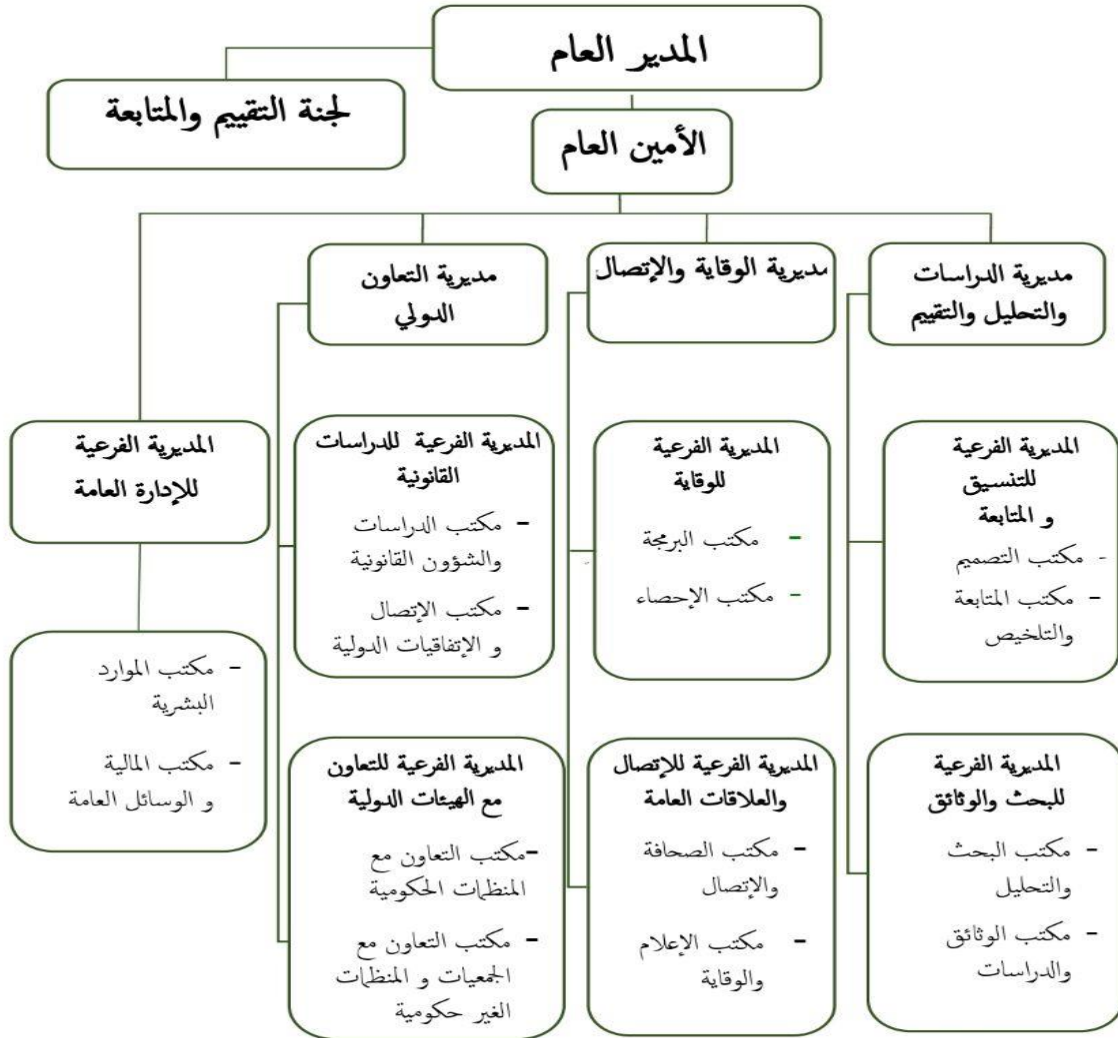 المدير العام
لجنة التقييم والمتابعة
الأمين العام
مديرية الدراسات
والتحليل والتقييم
مديرية الوقاية والإتصال
مديرية التعاون
الدولي
المديرية الفرعية
للإدارة العامة
المديرية الفرعية
للتنسيق
و المتابعة
- مكتب التصميم
- مكتب المتابعة
والتلخيص
المديرية الفرعية
للوقاية
- مكتب البرمجة
- مكتب الإحصاء
المديرية الفرعية للدراسات
القانونية
- مكتب الدراسات
والشؤون القانونية
- مكتب الإتصال
و الإتفاقيات الدولية
- مكتب الموارد
البشرية
- مكتب المالية
و الوسائل العامة
المديرية الفرعية
للبحث والوثائق
- مكتب البحث
والتحليل
- مكتب الوثائق
والدراسات
المديرية الفرعية للإتصال
والعلاقات العامة
- مكتب الصحافة
والإتصال
- مكتب الإعلام
والوقاية
المديرية الفرعية للتعاون
مع الهيئات الدولية
-مكتب التعاون مع
المنظمات الحكومية
- مكتب التعاون مع
الجمعيات و المنظمات
الغير حكومية